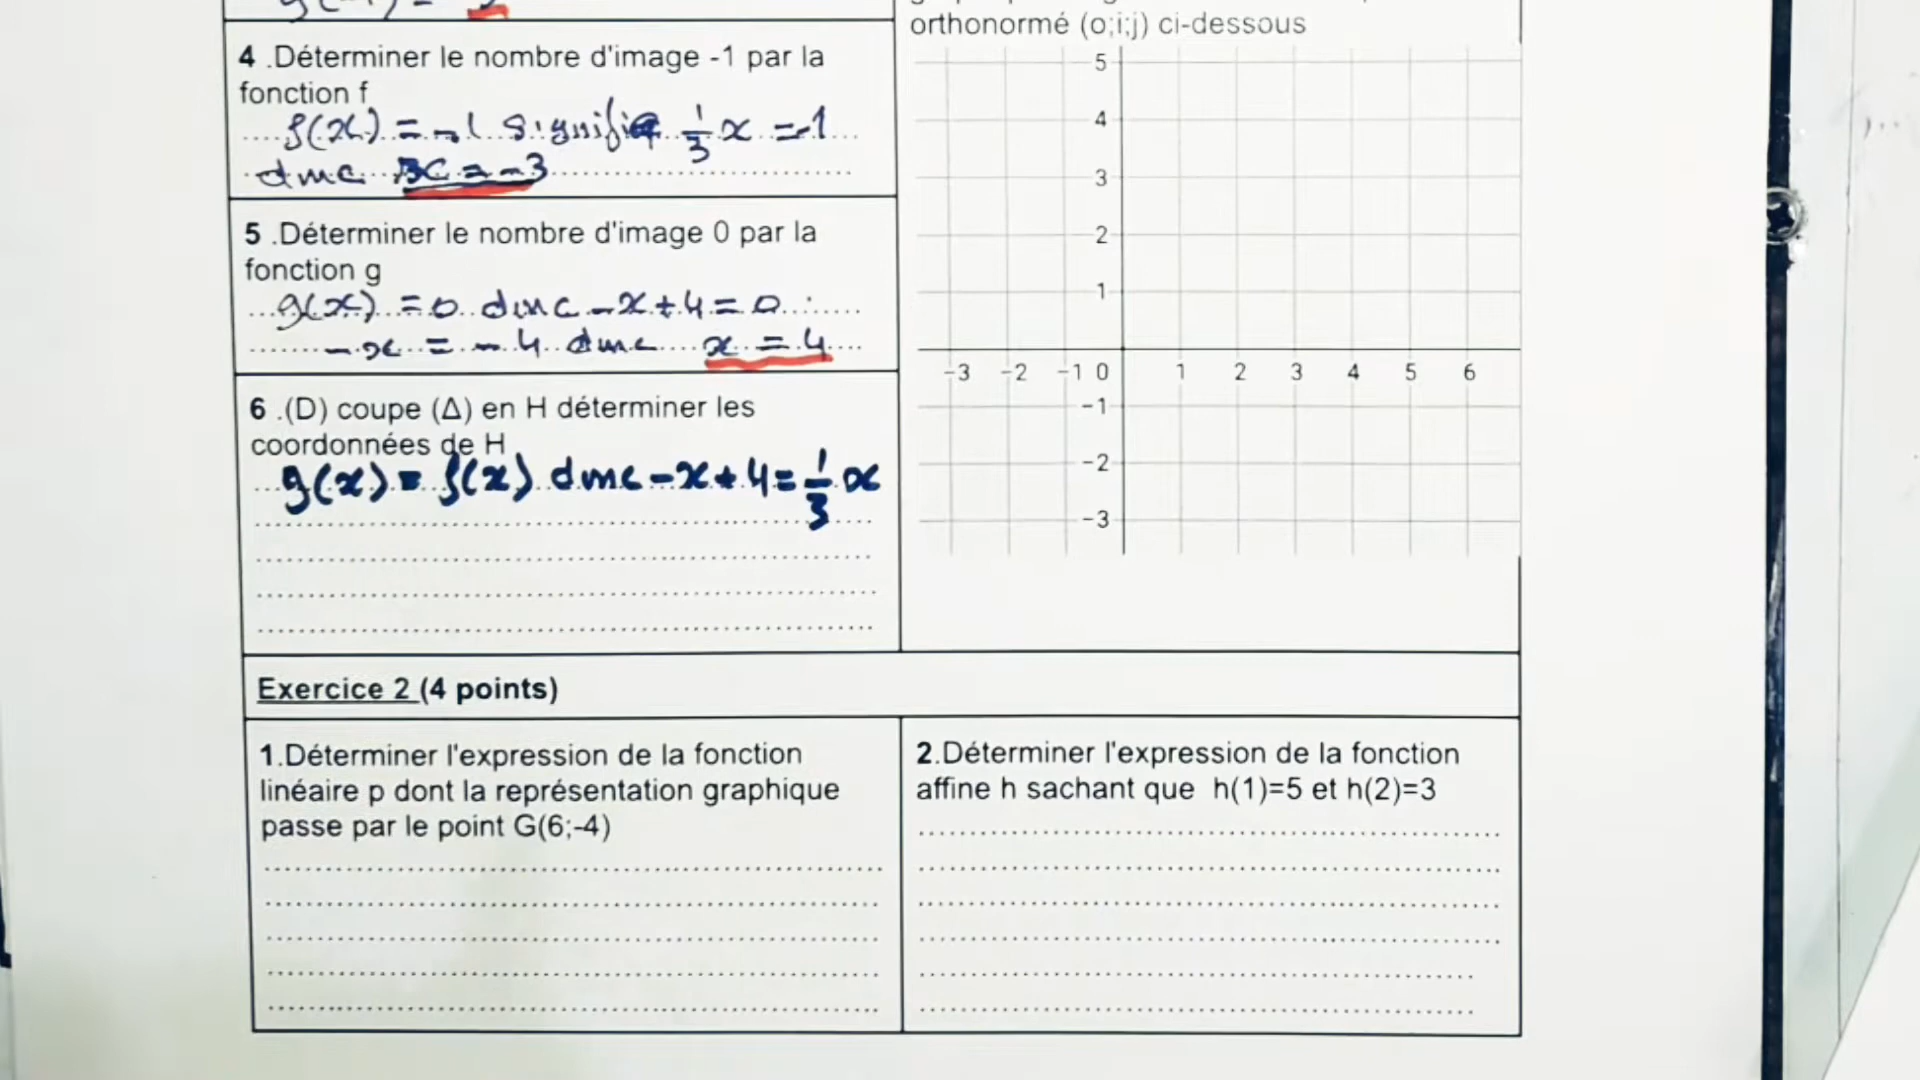 orthonormé (o;i;j) ci-dessous
4 .Déterminer le nombre d'image -1 par la
fonction f
f(x) = -1 signifie 1/3 x = -1
donc x = -3
5 .Déterminer le nombre d'image 0 par la
fonction g
g(x) = 0 donc -x + 4 = 0
-x = -4 donc x = 4
6 .(D) coupe (Δ) en H déterminer les
coordonnées de H
g(x) = f(x) donc -x + 4 = 1/3 x
5
4
3
2
1
-3 -2 -1 0 1 2 3 4 5 6
-1
-2
-3
Exercice 2 (4 points)
1.Déterminer l'expression de la fonction
linéaire p dont la représentation graphique
passe par le point G(6;-4)
2.Déterminer l'expression de la fonction
affine h sachant que h(1)=5 et h(2)=3